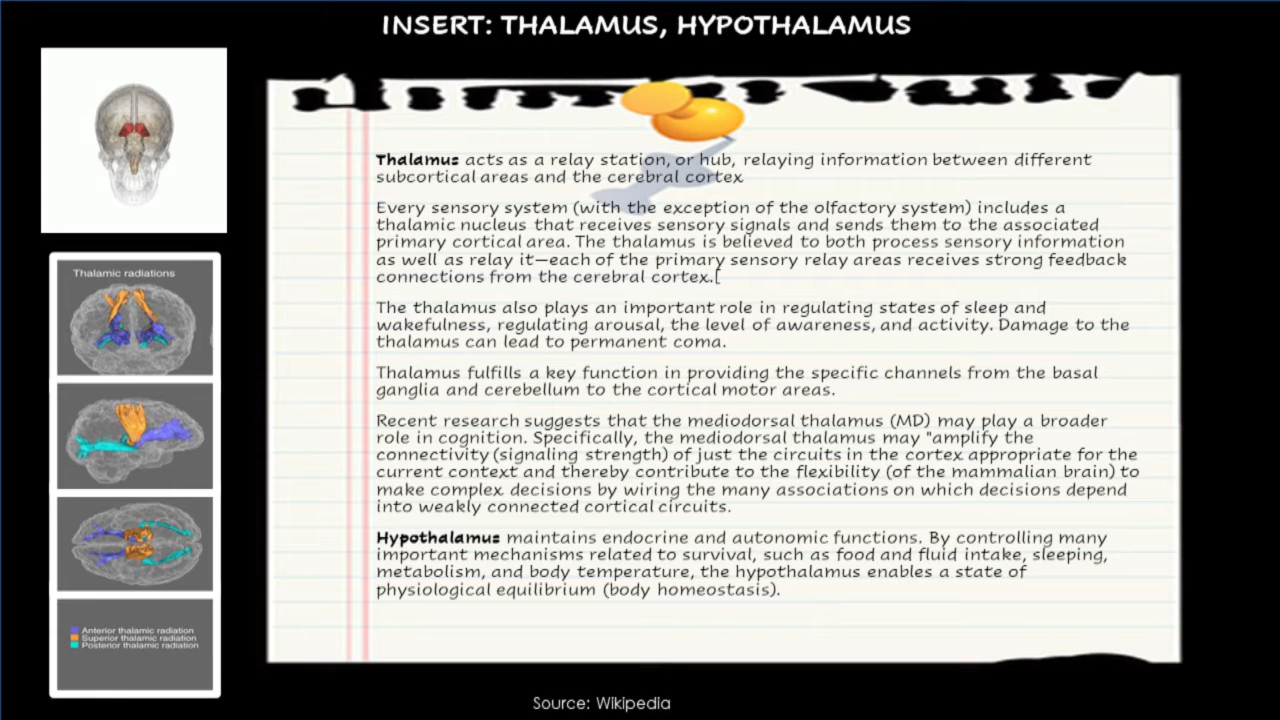 INSERT: THALAMUS, HYPOTHALAMUS
Thalamus acts as a relay station, or hub, relaying information between different
subcortical areas and the cerebral cortex
Every sensory system (with the exception of the olfactory system) includes a
thalamic nucleus that receives sensory signals and sends them to the associated
primary cortical area. The thalamus is believed to both process sensory information
as well as relay it—each of the primary sensory relay areas receives strong feedback
connections from the cerebral cortex.[
The thalamus also plays an important role in regulating states of sleep and
wakefulness, regulating arousal, the level of awareness, and activity. Damage to the
thalamus can lead to permanent coma.
Thalamus fulfills a key function in providing the specific channels from the basal
ganglia and cerebellum to the cortical motor areas.
Recent research suggests that the mediodorsal thalamus (MD) may play a broader
role in cognition. Specifically, the mediodorsal thalamus may "amplify the
connectivity (signaling strength) of just the circuits in the cortex appropriate for the
current context and thereby contribute to the flexibility (of the mammalian brain) to
make complex decisions by wiring the many associations on which decisions depend
into weakly connected cortical circuits.
Hypothalamus maintains endocrine and autonomic functions. By controlling many
important mechanisms related to survival, such as food and fluid intake, sleeping,
metabolism, and body temperature, the hypothalamus enables a state of
physiological equilibrium (body homeostasis).
Thalamic radiations
Anterior thalamic radiation
Superior thalamic radiation
Posterior thalamic radiation
Source: Wikipedia